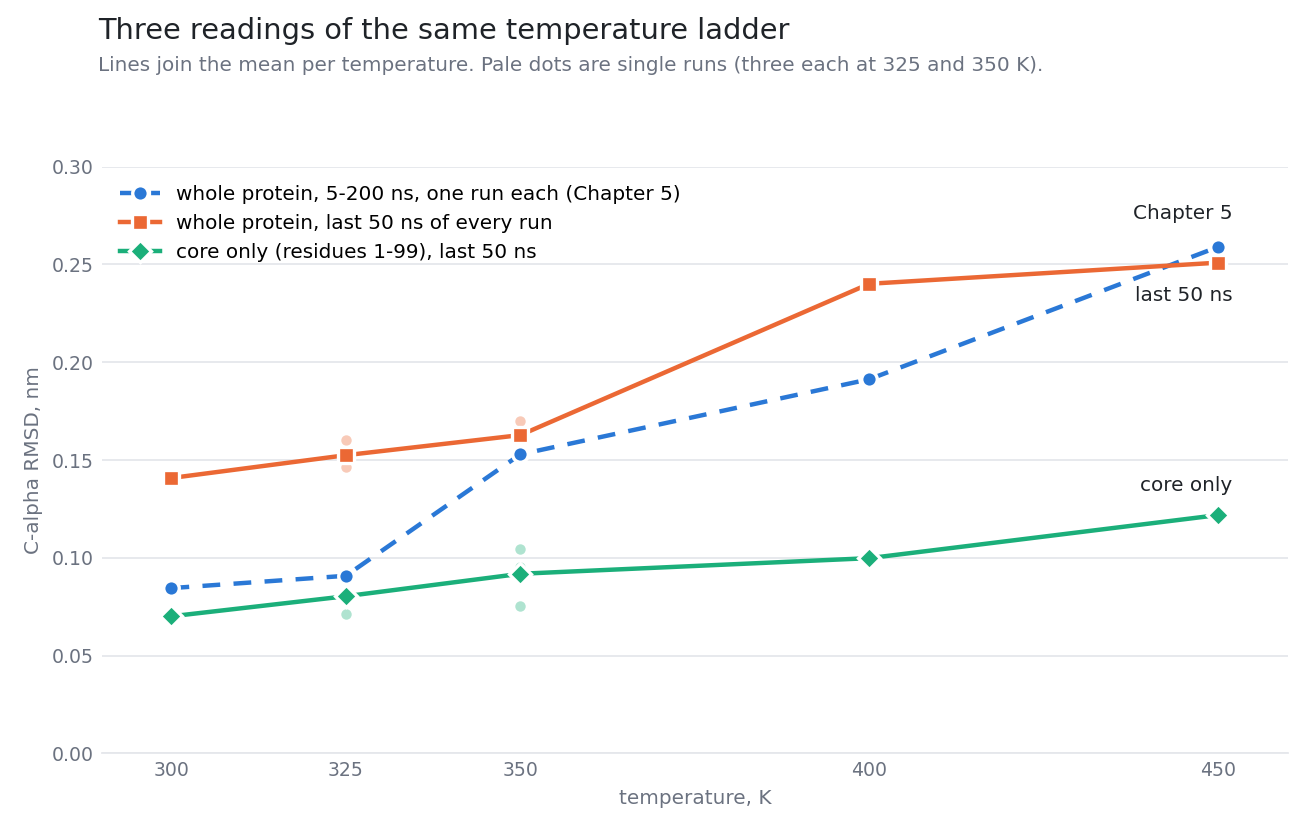 Three readings of the same temperature ladder
Lines join the mean per temperature. Pale dots are single runs (three each at 325 and 350 K).
0.30
whole protein, 5-200 ns, one run each (Chapter 5)
whole protein, last 50 ns of every run
core only (residues 1-99), last 50 ns
Chapter 5
0.25
last 50 ns
0.20
0.15
core only
0.10
0.05
0.00
C-alpha RMSD, nm
300 325 350 400 450
temperature, K